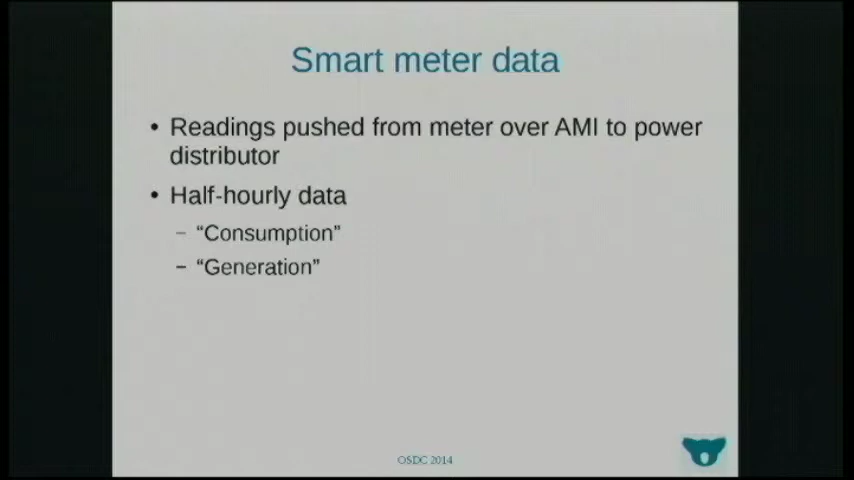 Smart meter data
• Readings pushed from meter over AMI to power
distributor
• Half-hourly data
– “Consumption”
– “Generation”
OSDC 2014